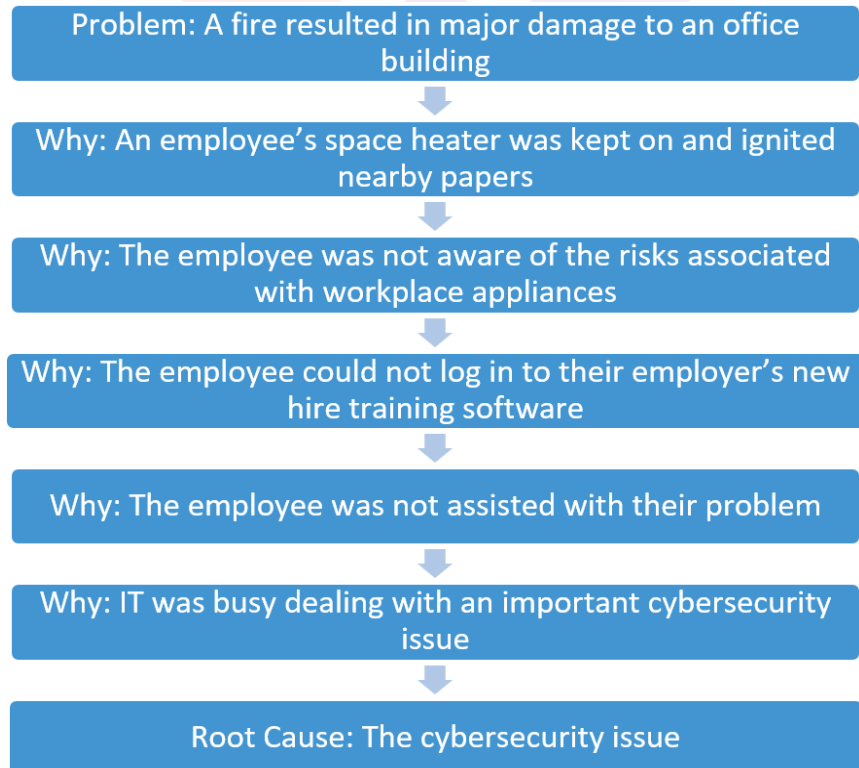 Problem: A fire resulted in major damage to an office
building
Why: An employee’s space heater was kept on and ignited
nearby papers
Why: The employee was not aware of the risks associated
with workplace appliances
Why: The employee could not log in to their employer’s new
hire training software
Why: The employee was not assisted with their problem
Why: IT was busy dealing with an important cybersecurity
issue
Root Cause: The cybersecurity issue